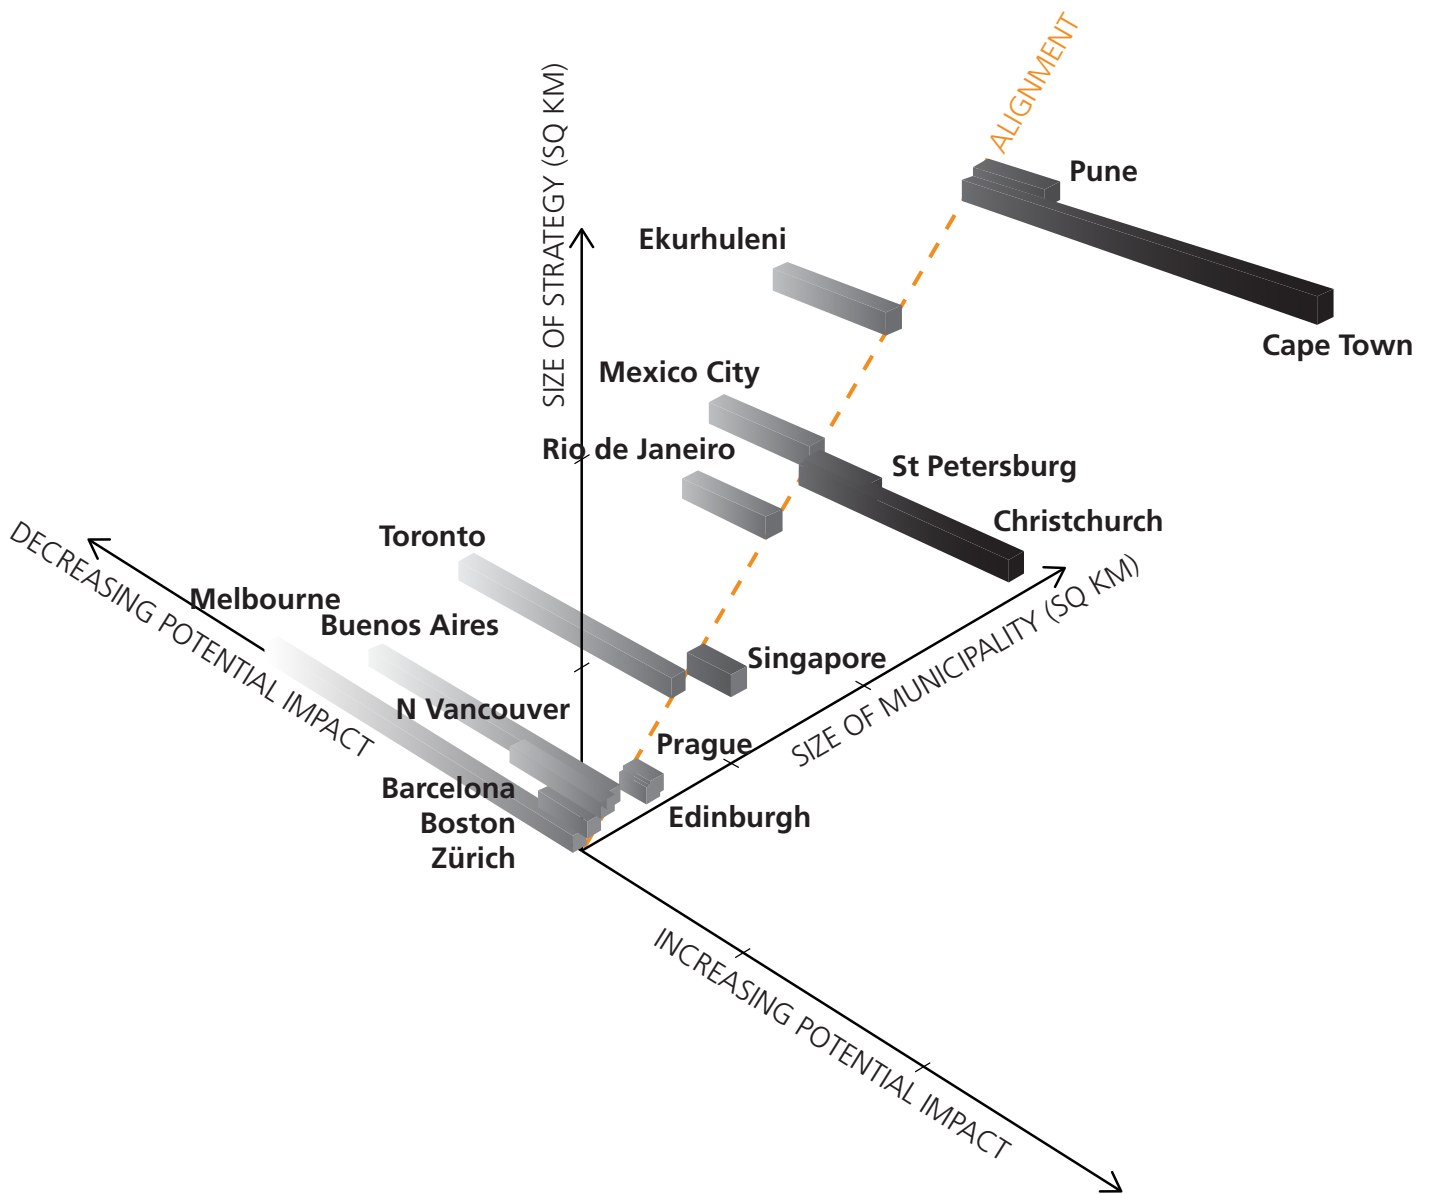 ALIGNMENT
SIZE OF STRATEGY (SQ KM)
Pune
Ekurhuleni
Cape Town
Mexico City
Rio de Janeiro
St Petersburg
Christchurch
Toronto
DECREASING POTENTIAL IMPACT
Melbourne
Buenos Aires
Singapore
SIZE OF MUNICIPALITY (SQ KM)
N Vancouver
Prague
Barcelona
Edinburgh
Boston
Zürich
INCREASING POTENTIAL IMPACT